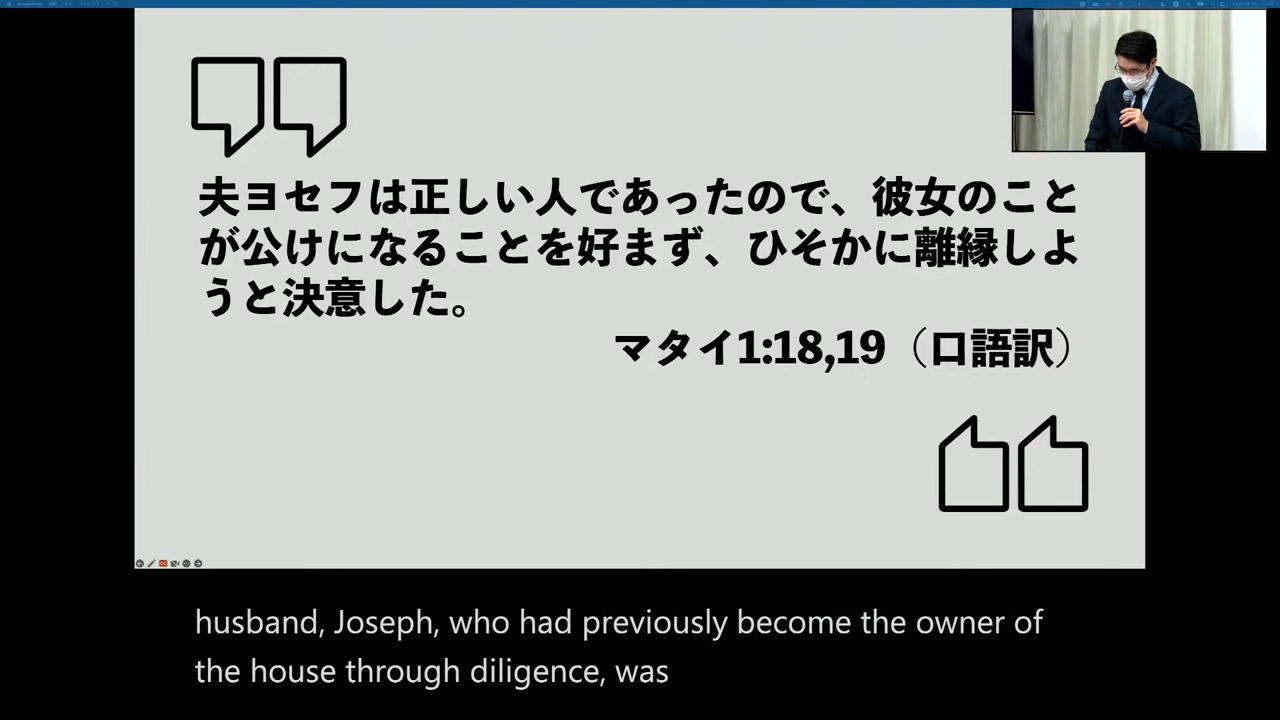 夫ヨセフは正しい人であったので、彼女のこと
が公けになることを好まず、ひそかに離縁しよ
うと決意した。
マタイ1:18,19（口語訳）
husband, Joseph, who had previously become the owner of
the house through diligence, was